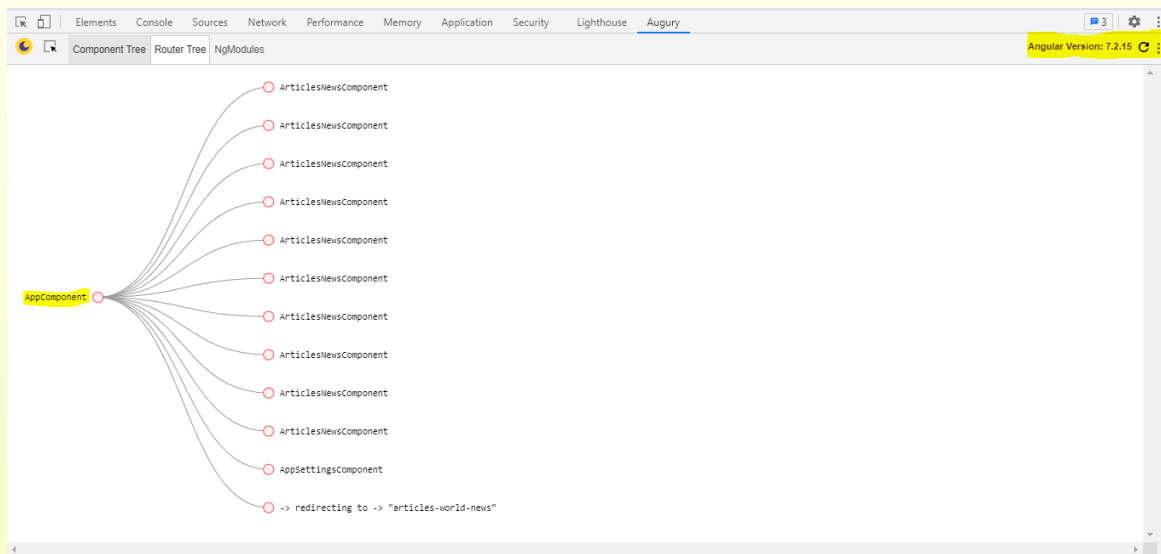 Elements Console Sources Network Performance Memory Application Security Lighthouse Augury 3
Component Tree Router Tree NgModules Angular Version: 7.2.15
ArticlesNewsComponent
ArticlesNewsComponent
ArticlesNewsComponent
ArticlesNewsComponent
ArticlesNewsComponent
ArticlesNewsComponent
AppComponent
ArticlesNewsComponent
ArticlesNewsComponent
ArticlesNewsComponent
ArticlesNewsComponent
AppSettingsComponent
-> redirecting to -> "articles-world-news"